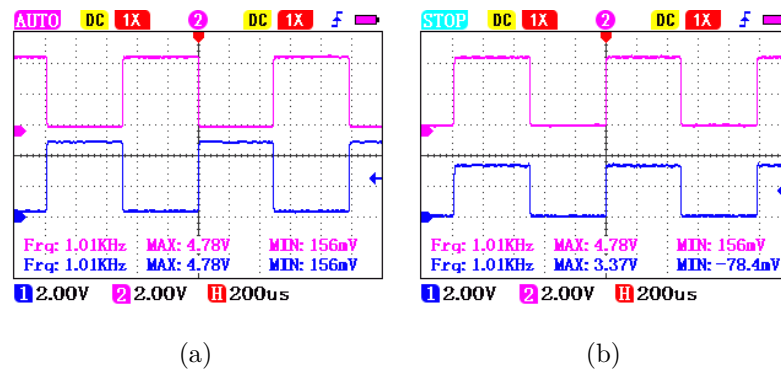 AUTO DC 1X 2 DC 1X
Frq: 1.01KHz MAX: 4.78V MIN: 156mV
Frq: 1.01KHz MAX: 4.78V MIN: 156mV
1 2.00V 2 2.00V H 200us
(a)
STOP DC 1X 2 DC 1X
Frq: 1.01KHz MAX: 4.78V MIN: 156mV
Frq: 1.01KHz MAX: 3.37V MIN: -78.4mV
1 2.00V 2 2.00V H 200us
(b)